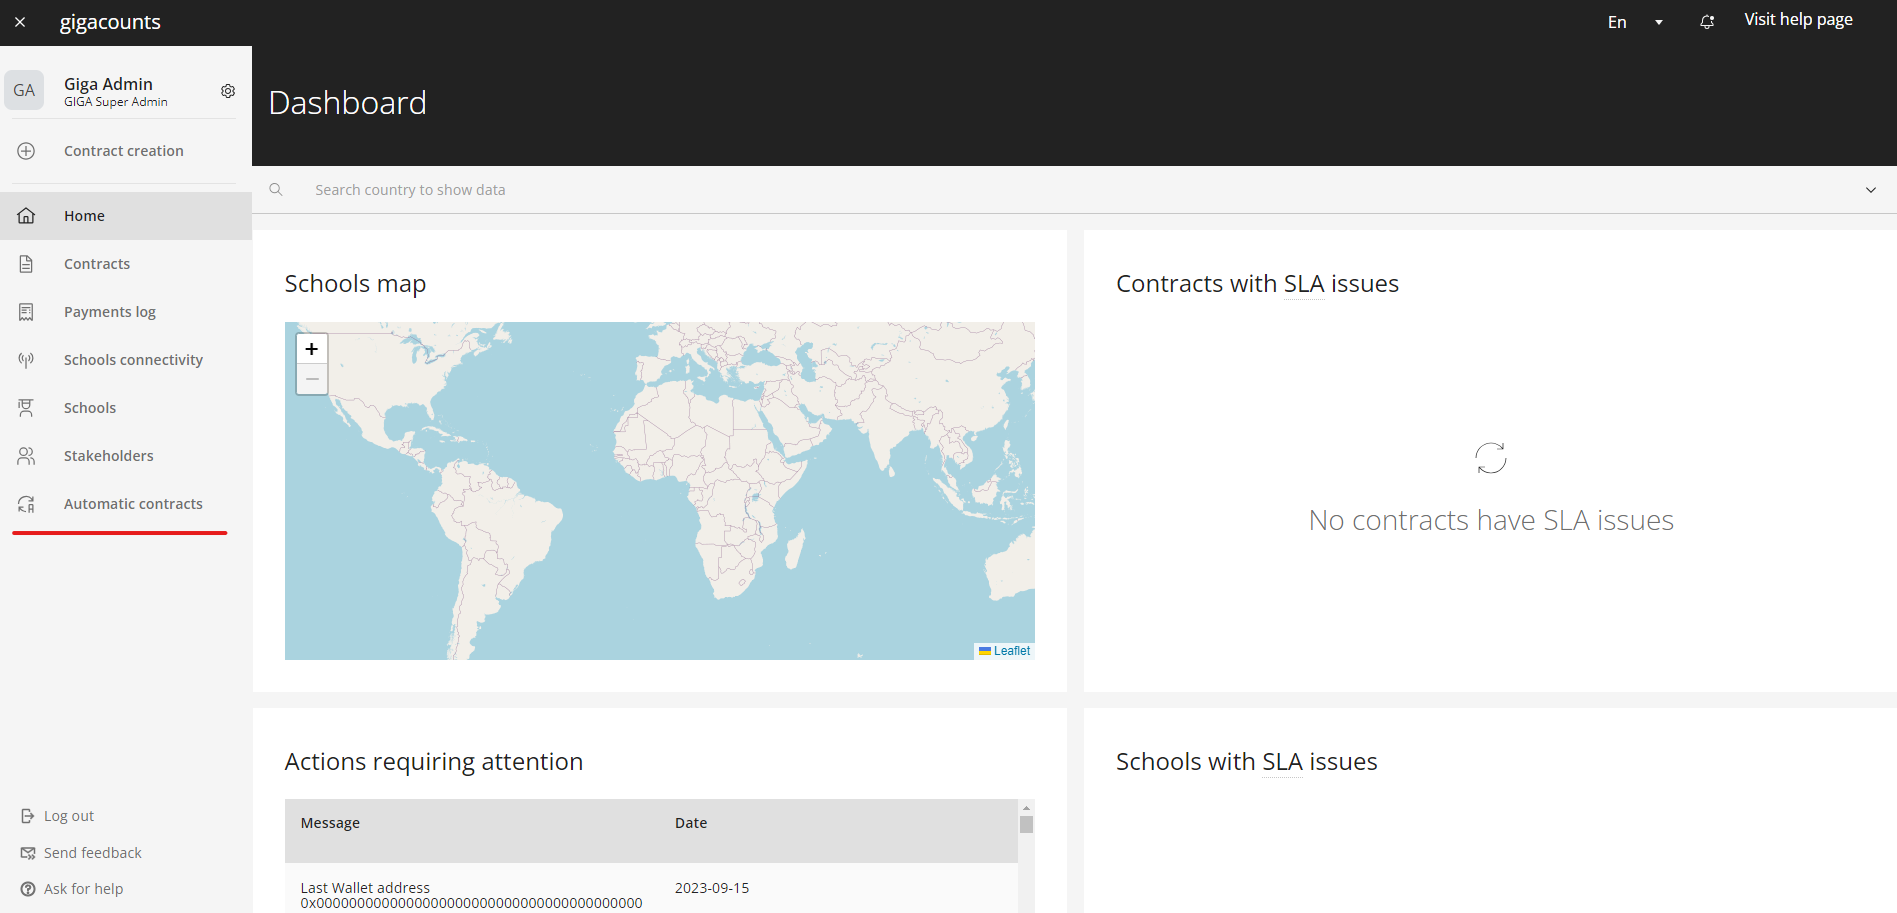 gigacounts
En
Visit help page
GA
Giga Admin
GIGA Super Admin
Contract creation
Home
Contracts
Payments log
Schools connectivity
Schools
Stakeholders
Automatic contracts
Log out
Send feedback
Ask for help
Dashboard
Search country to show data
Schools map
+
−
Leaflet
Contracts with SLA issues
No contracts have SLA issues
Actions requiring attention
Message Date
Last Wallet address 2023-09-15
0x0000000000000000000000000000000000000000
Schools with SLA issues